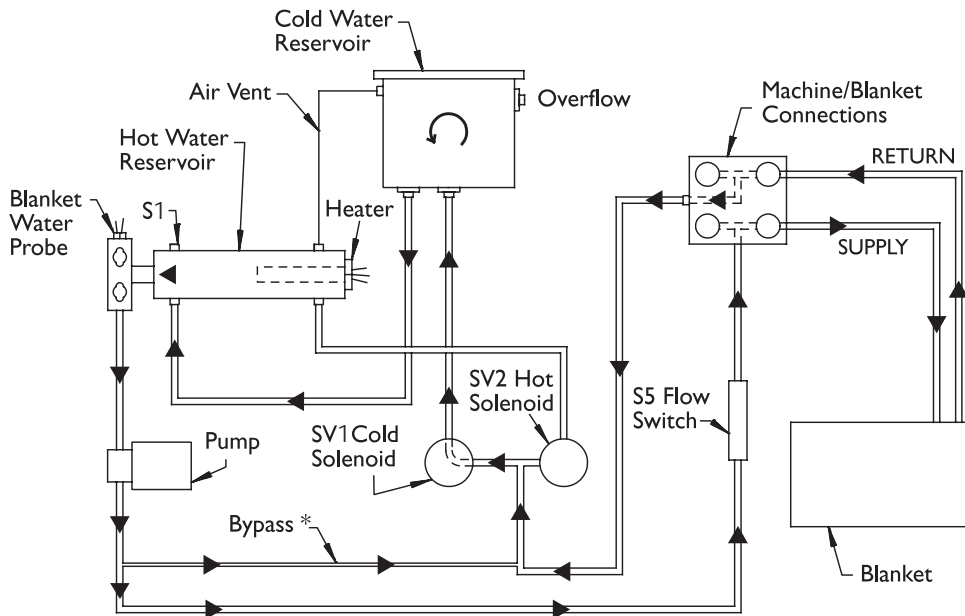 Cold Water
Reservoir
Air Vent
Overflow
Machine/Blanket
Connections
Hot Water
Reservoir
RETURN
Blanket
Water
Probe
S1
Heater
SUPPLY
SV2 Hot
Solenoid
S5 Flow
Switch
SV1Cold
Solenoid
Pump
Bypass *
Blanket